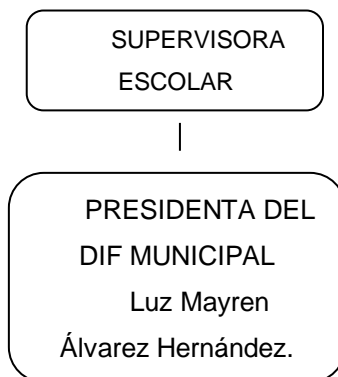 SUPERVISORA
ESCOLAR
PRESIDENTA DEL
DIF MUNICIPAL
Luz Mayren
Álvarez Hernández.